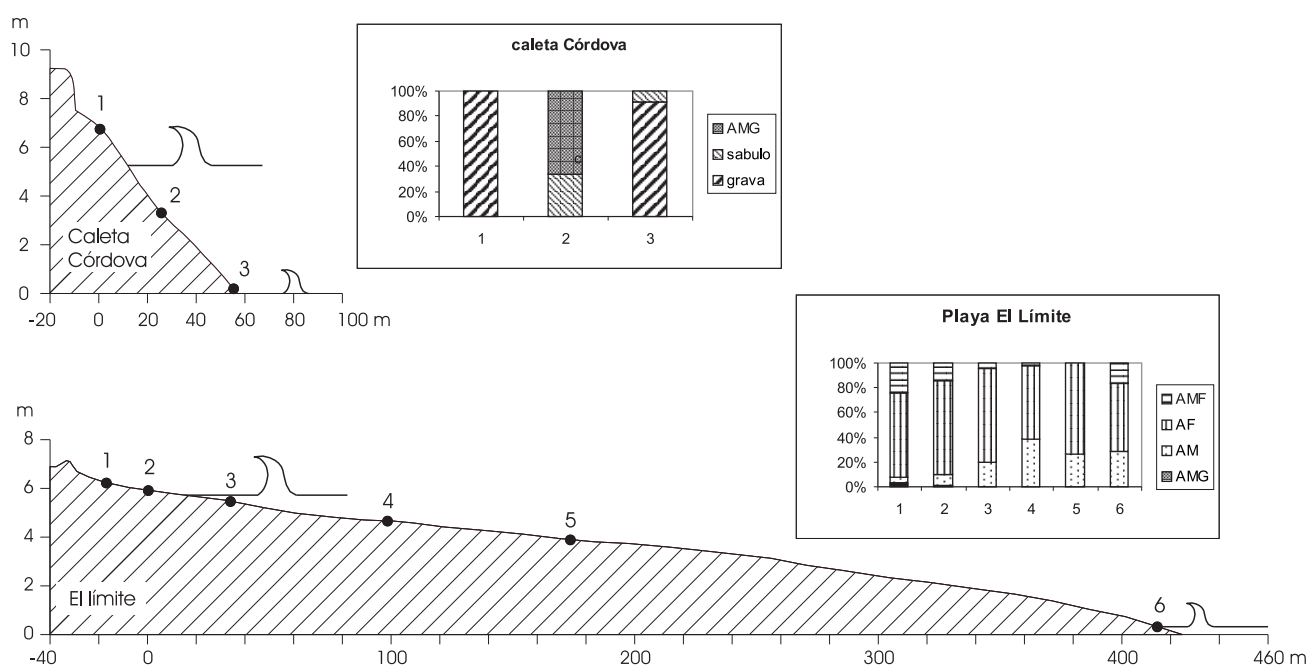 m
10
8
6
4
2
0
1
2
3
Caleta
Córdova
-20 0 20 40 60 80 100 m
caleta Córdova
100%
80%
60%
40%
20%
0%
c
1 2 3
AMG
sabulo
grava
Playa El Límite
100%
80%
60%
40%
20%
0%
1 2 3 4 5 6
AMF
AF
AM
AMG
m
8
6
4
2
0
1 2 3 4 5 6
El límite
-40 0 100 200 300 400 460 m